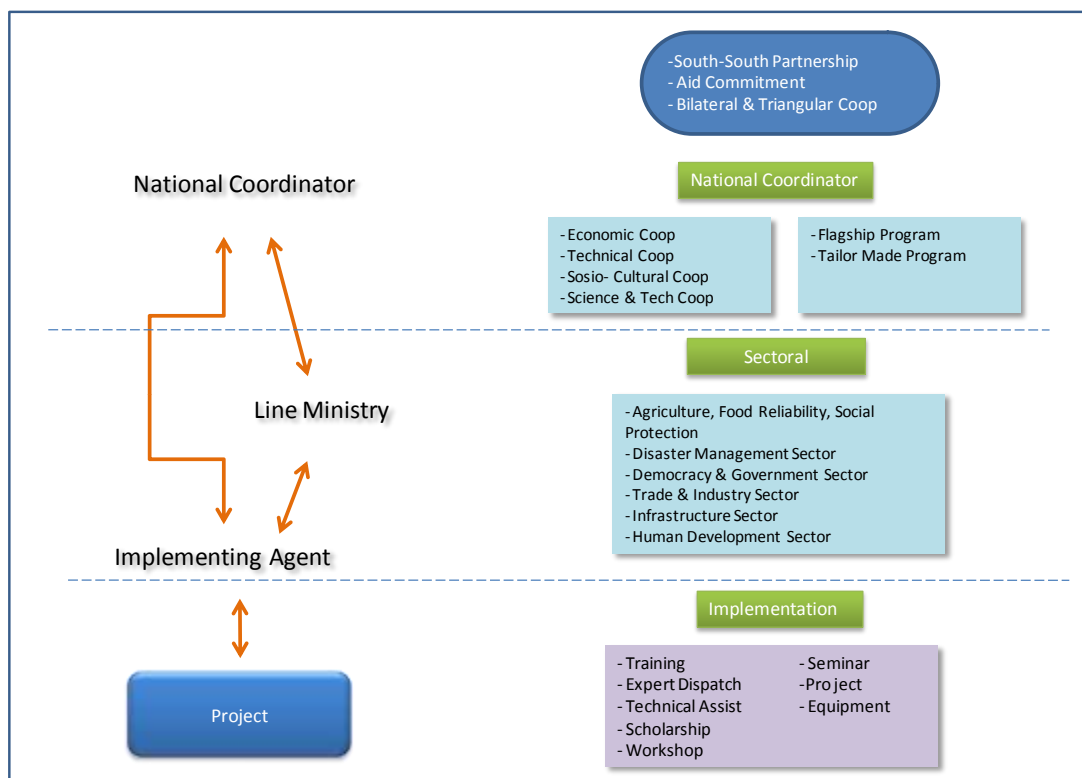 -South-South Partnership
- Aid Commitment
- Bilateral & Triangular Coop
National Coordinator
National Coordinator
- Economic Coop
- Technical Coop
- Sosio- Cultural Coop
- Science & Tech Coop
- Flagship Program
- Tailor Made Program
Sectoral
Line Ministry
- Agriculture, Food Reliability, Social
Protection
- Disaster Management Sector
- Democracy & Government Sector
- Trade & Industry Sector
- Infrastructure Sector
- Human Development Sector
Implementing Agent
Implementation
- Training
- Expert Dispatch
- Technical Assist
- Scholarship
- Workshop
- Seminar
- Project
- Equipment
Project